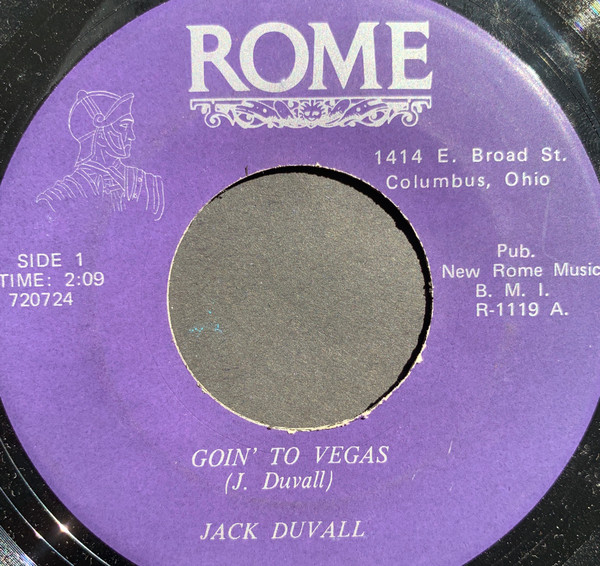 ROME
1414 E. Broad St.
Columbus, Ohio
SIDE 1
TIME: 2:09
720724
Pub.
New Rome Music
B. M. I.
R-1119 A.
GOIN' TO VEGAS
(J. Duvall)
JACK DUVALL